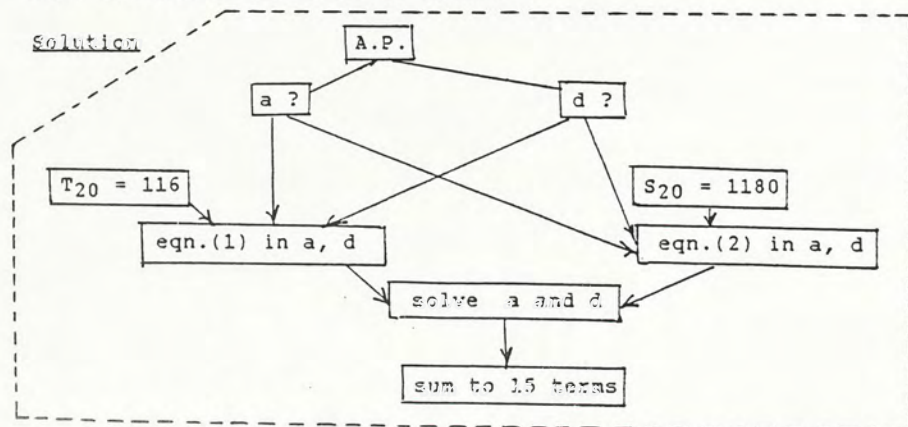 Solution
A.P.
a ?
d ?
T20 = 116
S20 = 1180
eqn.(1) in a, d
eqn.(2) in a, d
solve a and d
sum to 15 terms